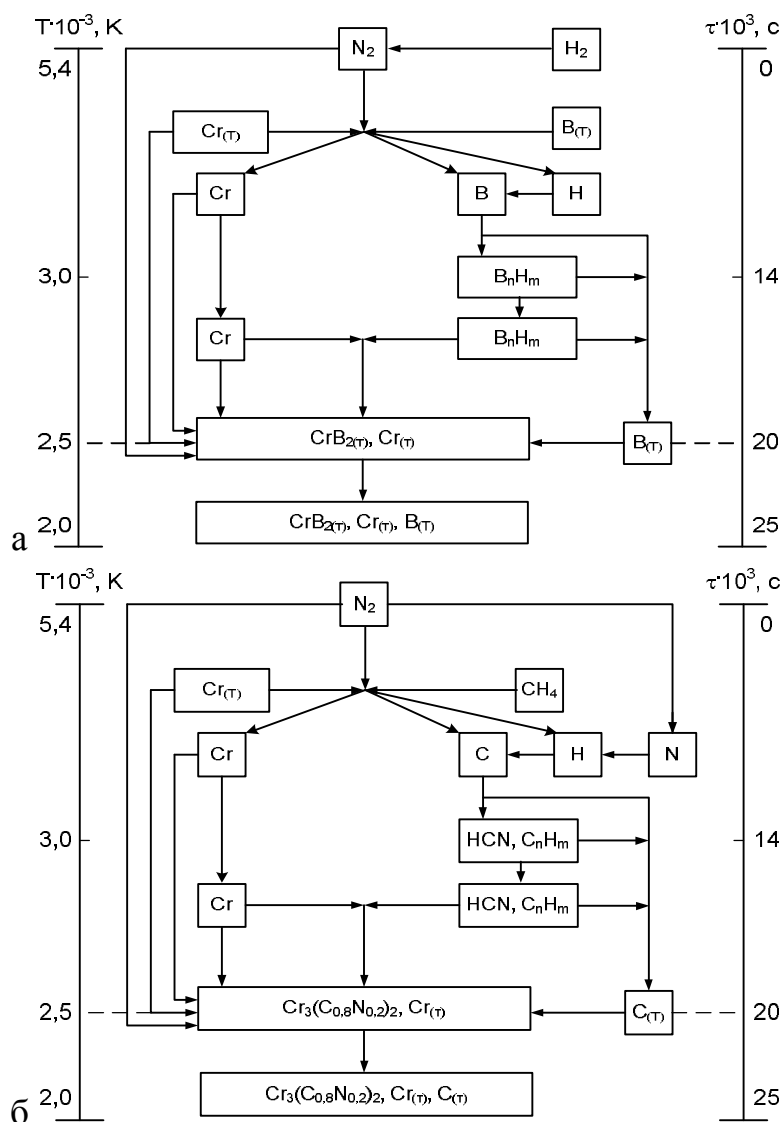 T·10⁻³, K
τ·10³, с
N₂
H₂
5,4
0
Cr₍т₎
B₍т₎
Cr
B
H
3,0
BₙHₘ
14
Cr
BₙHₘ
2,5
CrB₂₍т₎, Cr₍т₎
B₍т₎
20
2,0
CrB₂₍т₎, Cr₍т₎, B₍т₎
25
а
T·10⁻³, K
τ·10³, с
N₂
5,4
0
Cr₍т₎
CH₄
Cr
C
H
N
3,0
HCN, CₙHₘ
14
Cr
HCN, CₙHₘ
2,5
Cr₃(C₀,₈N₀,₂)₂, Cr₍т₎
C₍т₎
20
2,0
Cr₃(C₀,₈N₀,₂)₂, Cr₍т₎, C₍т₎
25
б